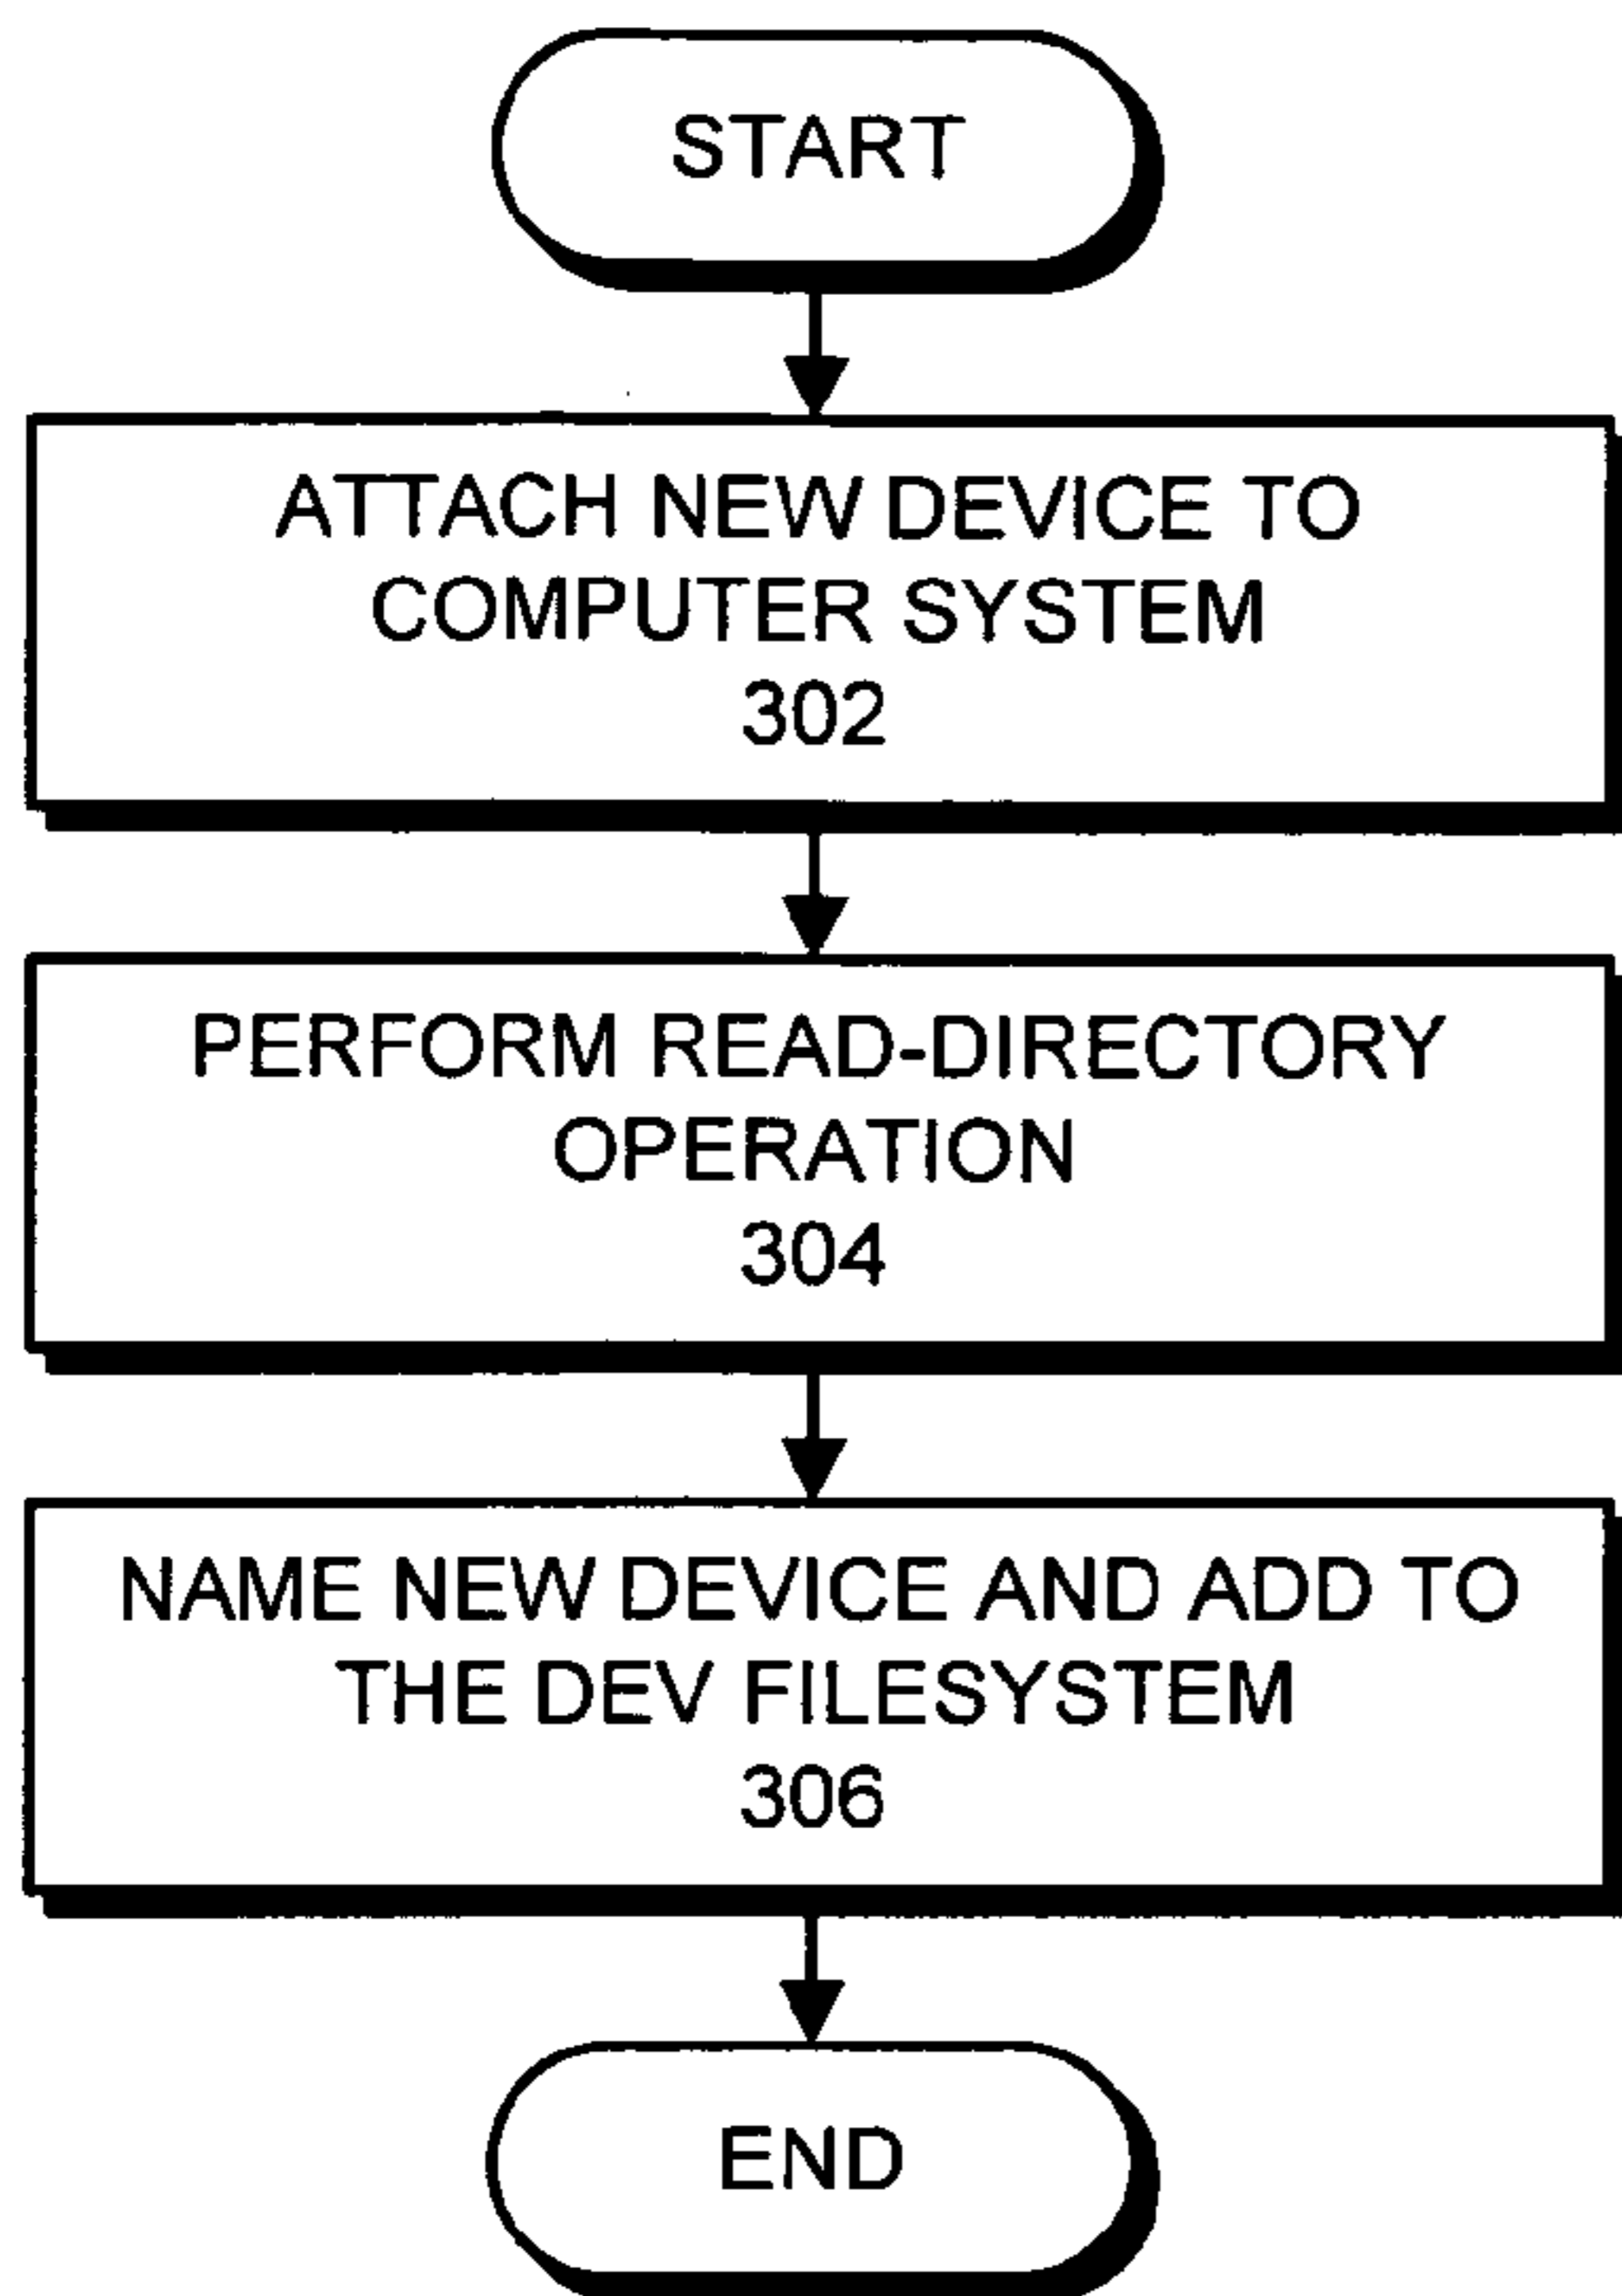 START
ATTACH NEW DEVICE TO
COMPUTER SYSTEM
302
PERFORM READ-DIRECTORY
OPERATION
304
NAME NEW DEVICE AND ADD TO
THE DEV FILESYSTEM
306
END